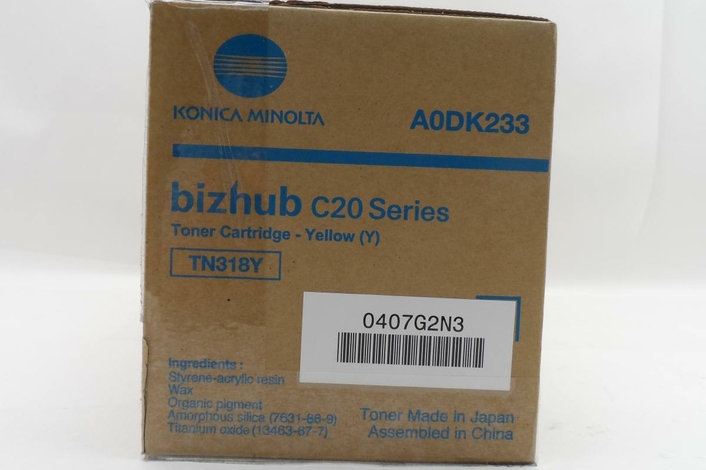 KONICA MINOLTA
A0DK233
bizhub C20 Series
Toner Cartridge - Yellow (Y)
TN318Y
0407G2N3
Ingredients :
Styrene-acrylic resin
Wax
Organic pigment
Amorphous silica (7631-86-9)
Titanium oxide (13463-67-7)
Toner Made in Japan
Assembled in China